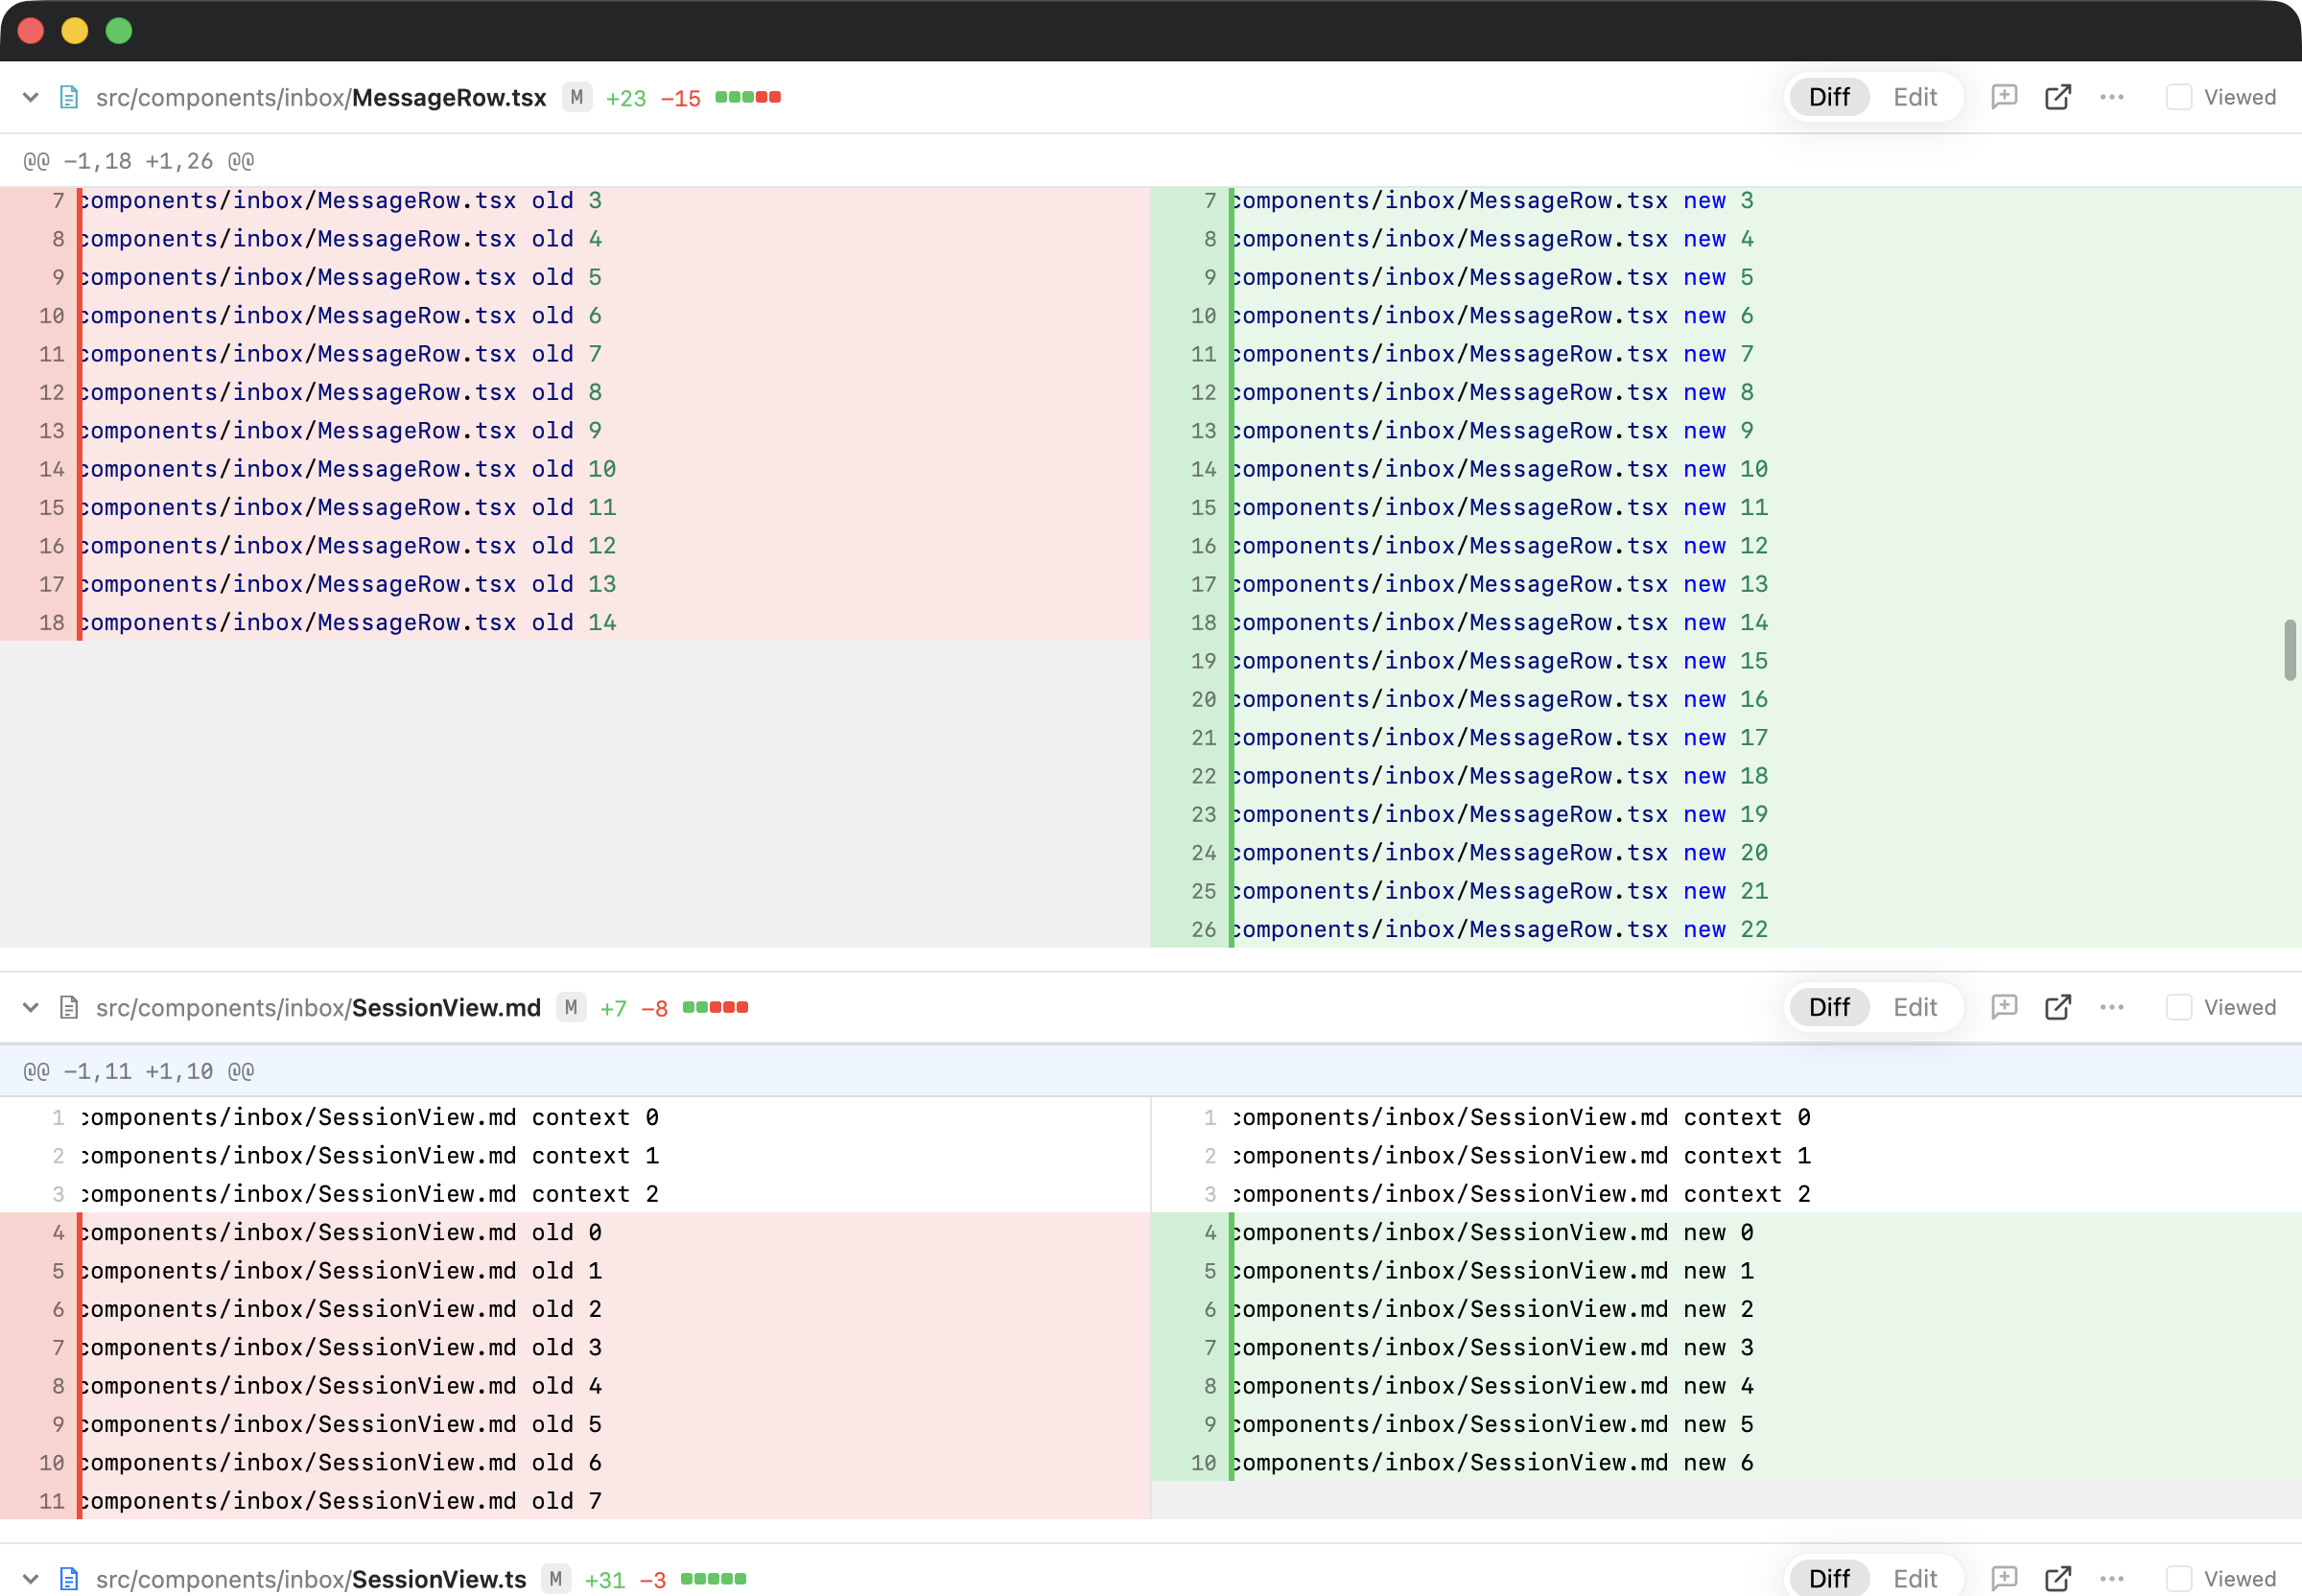 src/components/inbox/MessageRow.tsx M +23 −15 Diff Edit Viewed
@@ −1,18 +1,26 @@
7 components/inbox/MessageRow.tsx old 3 7 components/inbox/MessageRow.tsx new 3
8 components/inbox/MessageRow.tsx old 4 8 components/inbox/MessageRow.tsx new 4
9 components/inbox/MessageRow.tsx old 5 9 components/inbox/MessageRow.tsx new 5
10 components/inbox/MessageRow.tsx old 6 10 components/inbox/MessageRow.tsx new 6
11 components/inbox/MessageRow.tsx old 7 11 components/inbox/MessageRow.tsx new 7
12 components/inbox/MessageRow.tsx old 8 12 components/inbox/MessageRow.tsx new 8
13 components/inbox/MessageRow.tsx old 9 13 components/inbox/MessageRow.tsx new 9
14 components/inbox/MessageRow.tsx old 10 14 components/inbox/MessageRow.tsx new 10
15 components/inbox/MessageRow.tsx old 11 15 components/inbox/MessageRow.tsx new 11
16 components/inbox/MessageRow.tsx old 12 16 components/inbox/MessageRow.tsx new 12
17 components/inbox/MessageRow.tsx old 13 17 components/inbox/MessageRow.tsx new 13
18 components/inbox/MessageRow.tsx old 14 18 components/inbox/MessageRow.tsx new 14
19 components/inbox/MessageRow.tsx new 15
20 components/inbox/MessageRow.tsx new 16
21 components/inbox/MessageRow.tsx new 17
22 components/inbox/MessageRow.tsx new 18
23 components/inbox/MessageRow.tsx new 19
24 components/inbox/MessageRow.tsx new 20
25 components/inbox/MessageRow.tsx new 21
26 components/inbox/MessageRow.tsx new 22
src/components/inbox/SessionView.md M +7 −8 Diff Edit Viewed
@@ −1,11 +1,10 @@
1 components/inbox/SessionView.md context 0 1 components/inbox/SessionView.md context 0
2 components/inbox/SessionView.md context 1 2 components/inbox/SessionView.md context 1
3 components/inbox/SessionView.md context 2 3 components/inbox/SessionView.md context 2
4 components/inbox/SessionView.md old 0 4 components/inbox/SessionView.md new 0
5 components/inbox/SessionView.md old 1 5 components/inbox/SessionView.md new 1
6 components/inbox/SessionView.md old 2 6 components/inbox/SessionView.md new 2
7 components/inbox/SessionView.md old 3 7 components/inbox/SessionView.md new 3
8 components/inbox/SessionView.md old 4 8 components/inbox/SessionView.md new 4
9 components/inbox/SessionView.md old 5 9 components/inbox/SessionView.md new 5
10 components/inbox/SessionView.md old 6 10 components/inbox/SessionView.md new 6
11 components/inbox/SessionView.md old 7
src/components/inbox/SessionView.ts M +31 −3 Diff Edit Viewed